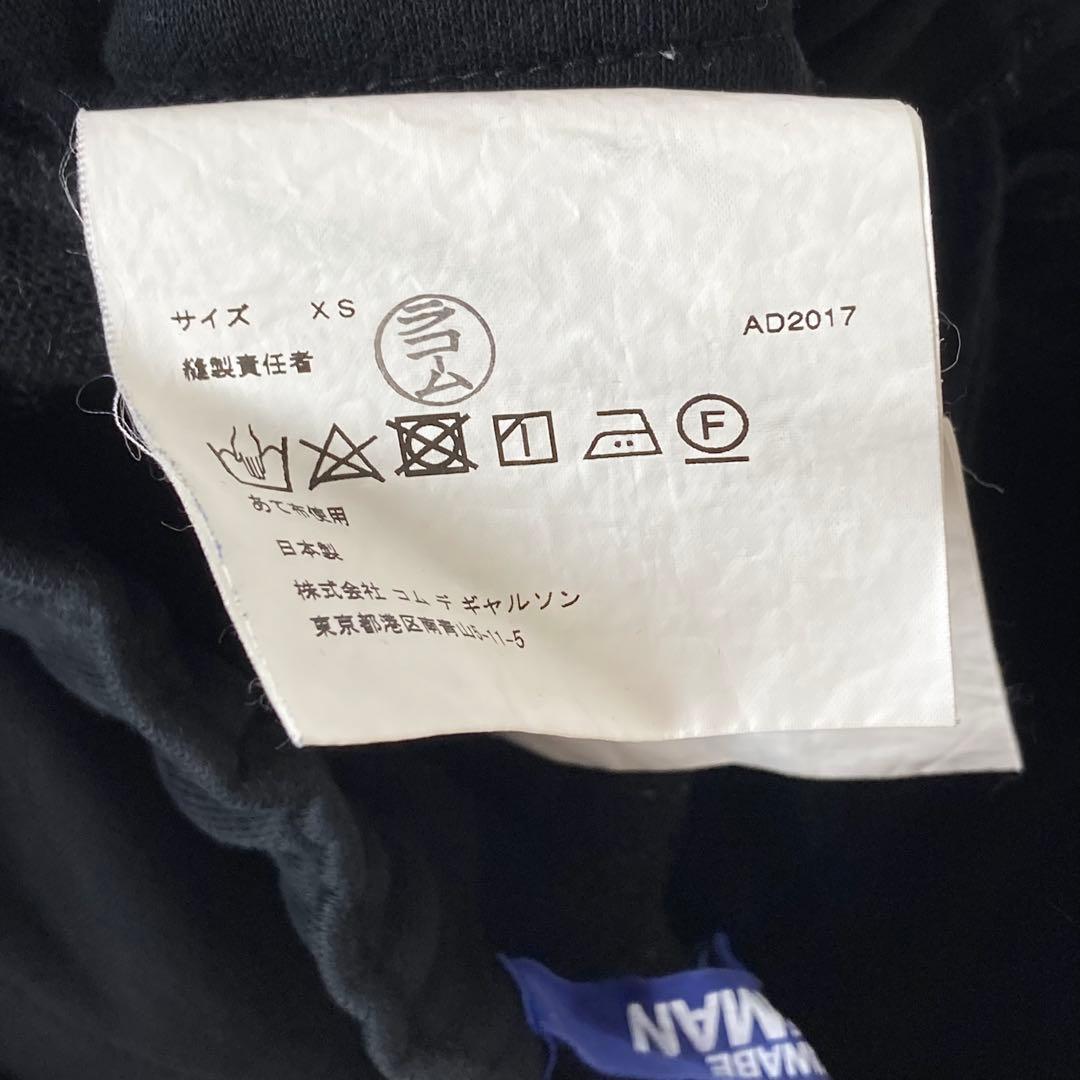 サイズ XS
AD2017
縫製責任者
コム
F
あて布使用
日本製
株式会社 コム デ ギャルソン
東京都港区南青山5-11-5
MAN